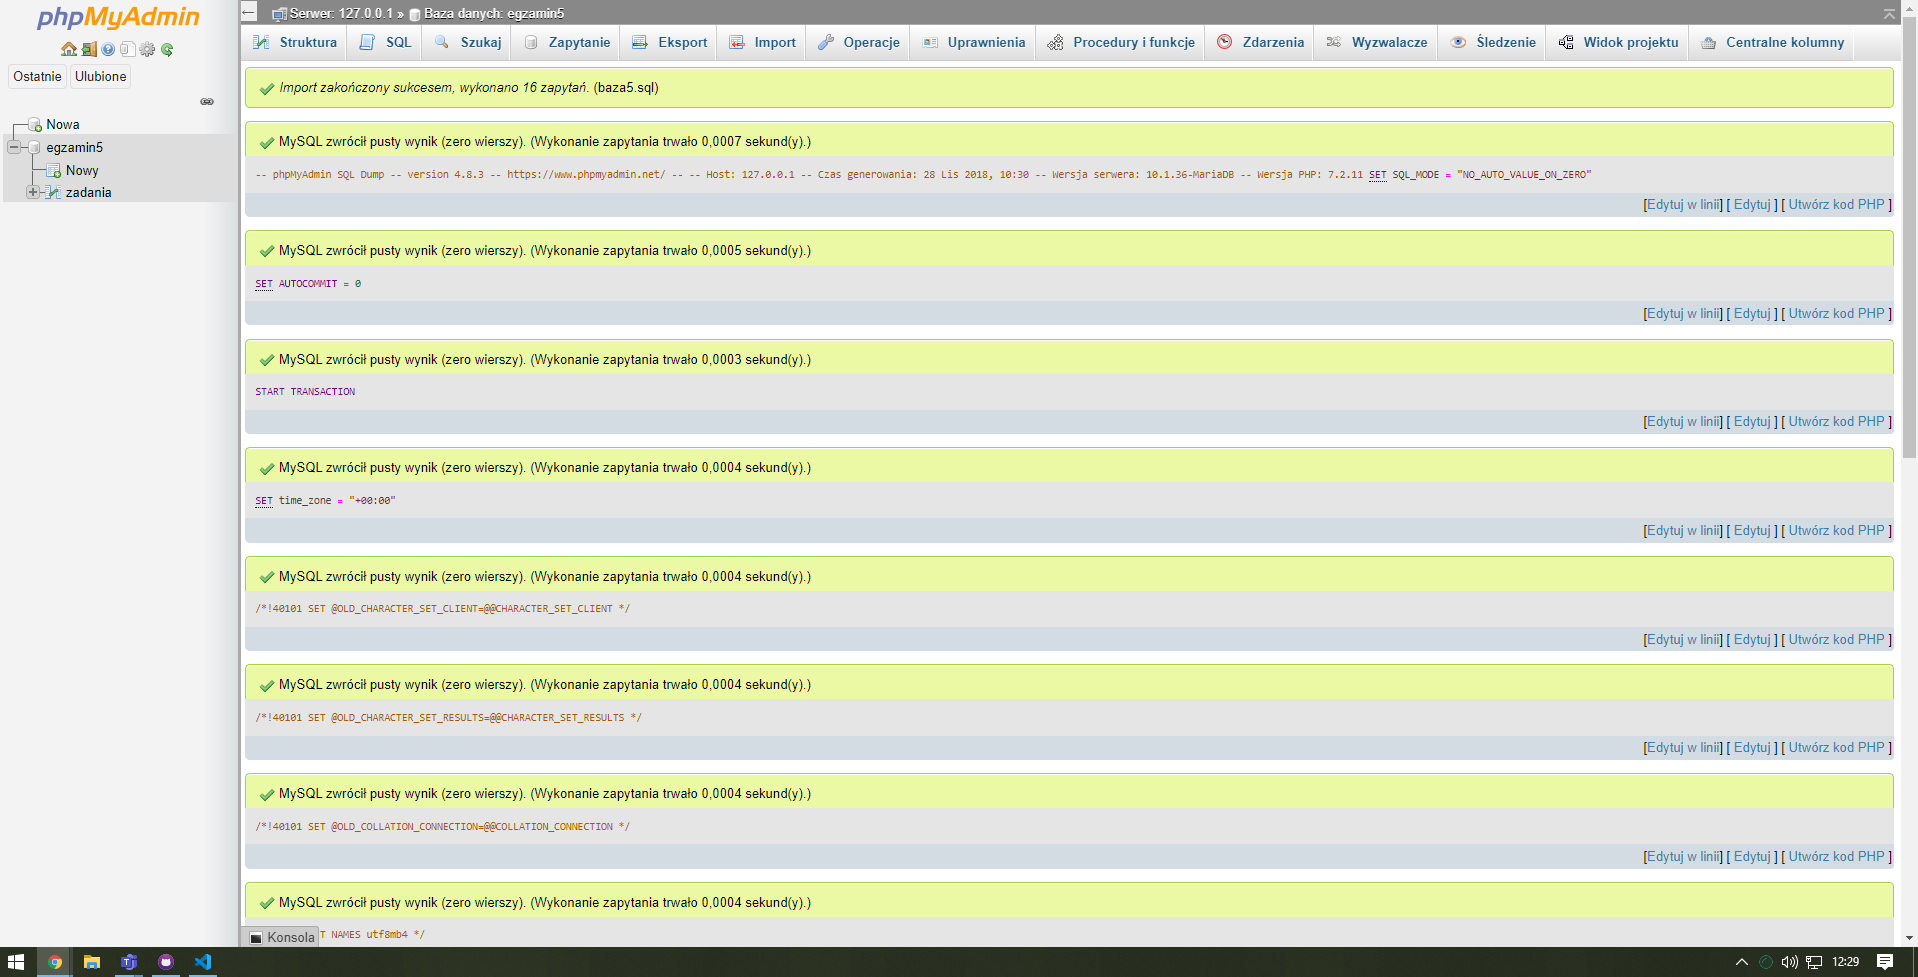 phpMyAdmin
Ostatnie Ulubione
Nowa
egzamin5
Nowy
zadania
Serwer: 127.0.0.1 » Baza danych: egzamin5
Struktura SQL Szukaj Zapytanie Eksport Import Operacje Uprawnienia Procedury i funkcje Zdarzenia Wyzwalacze Śledzenie Widok projektu Centralne kolumny
Import zakończony sukcesem, wykonano 16 zapytań. (baza5.sql)
MySQL zwrócił pusty wynik (zero wierszy). (Wykonanie zapytania trwało 0,0007 sekund(y).)
-- phpMyAdmin SQL Dump -- version 4.8.3 -- https://www.phpmyadmin.net/ -- -- Host: 127.0.0.1 -- Czas generowania: 28 Lis 2018, 10:30 -- Wersja serwera: 10.1.36-MariaDB -- Wersja PHP: 7.2.11 SET SQL_MODE = "NO_AUTO_VALUE_ON_ZERO"
[Edytuj w linii] [ Edytuj ] [ Utwórz kod PHP ]
MySQL zwrócił pusty wynik (zero wierszy). (Wykonanie zapytania trwało 0,0005 sekund(y).)
SET AUTOCOMMIT = 0
[Edytuj w linii] [ Edytuj ] [ Utwórz kod PHP ]
MySQL zwrócił pusty wynik (zero wierszy). (Wykonanie zapytania trwało 0,0003 sekund(y).)
START TRANSACTION
[Edytuj w linii] [ Edytuj ] [ Utwórz kod PHP ]
MySQL zwrócił pusty wynik (zero wierszy). (Wykonanie zapytania trwało 0,0004 sekund(y).)
SET time_zone = "+00:00"
[Edytuj w linii] [ Edytuj ] [ Utwórz kod PHP ]
MySQL zwrócił pusty wynik (zero wierszy). (Wykonanie zapytania trwało 0,0004 sekund(y).)
/*!40101 SET @OLD_CHARACTER_SET_CLIENT=@@CHARACTER_SET_CLIENT */
[Edytuj w linii] [ Edytuj ] [ Utwórz kod PHP ]
MySQL zwrócił pusty wynik (zero wierszy). (Wykonanie zapytania trwało 0,0004 sekund(y).)
/*!40101 SET @OLD_CHARACTER_SET_RESULTS=@@CHARACTER_SET_RESULTS */
[Edytuj w linii] [ Edytuj ] [ Utwórz kod PHP ]
MySQL zwrócił pusty wynik (zero wierszy). (Wykonanie zapytania trwało 0,0004 sekund(y).)
/*!40101 SET @OLD_COLLATION_CONNECTION=@@COLLATION_CONNECTION */
[Edytuj w linii] [ Edytuj ] [ Utwórz kod PHP ]
MySQL zwrócił pusty wynik (zero wierszy). (Wykonanie zapytania trwało 0,0004 sekund(y).)
Konsola T NAMES utf8mb4 */
12:29